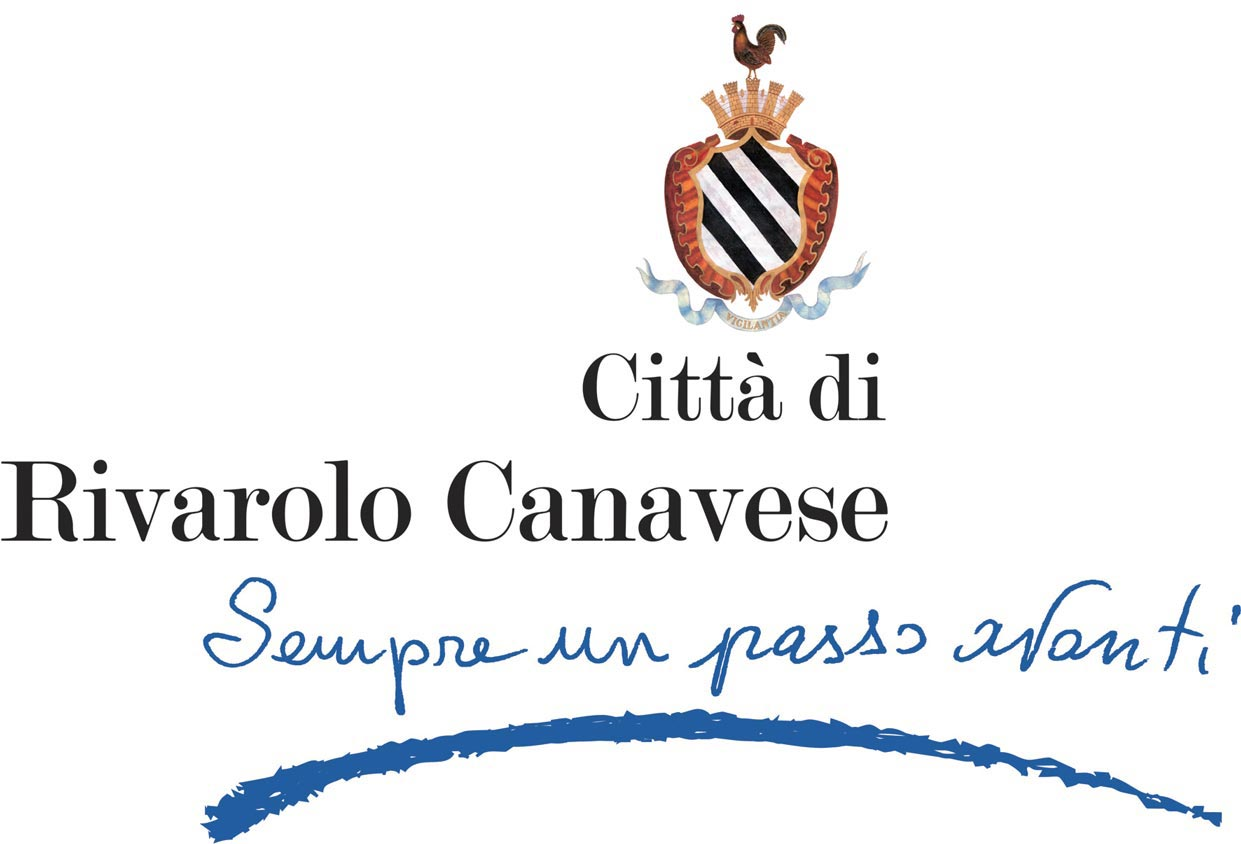 VIGILANTIA
Città di
Rivarolo Canavese
Sempre un passo avanti